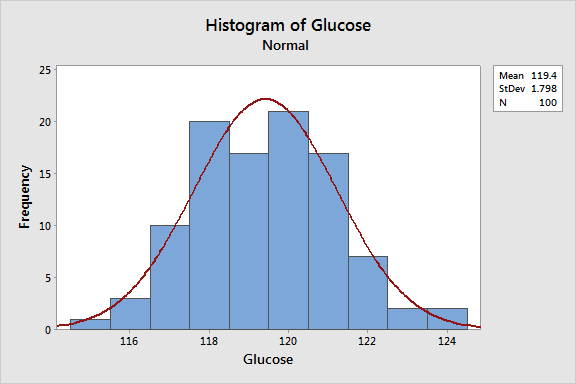 Histogram of Glucose
Normal
Mean 119.4
StDev 1.798
N 100
25
20
15
10
5
0
Frequency
116 118 120 122 124
Glucose